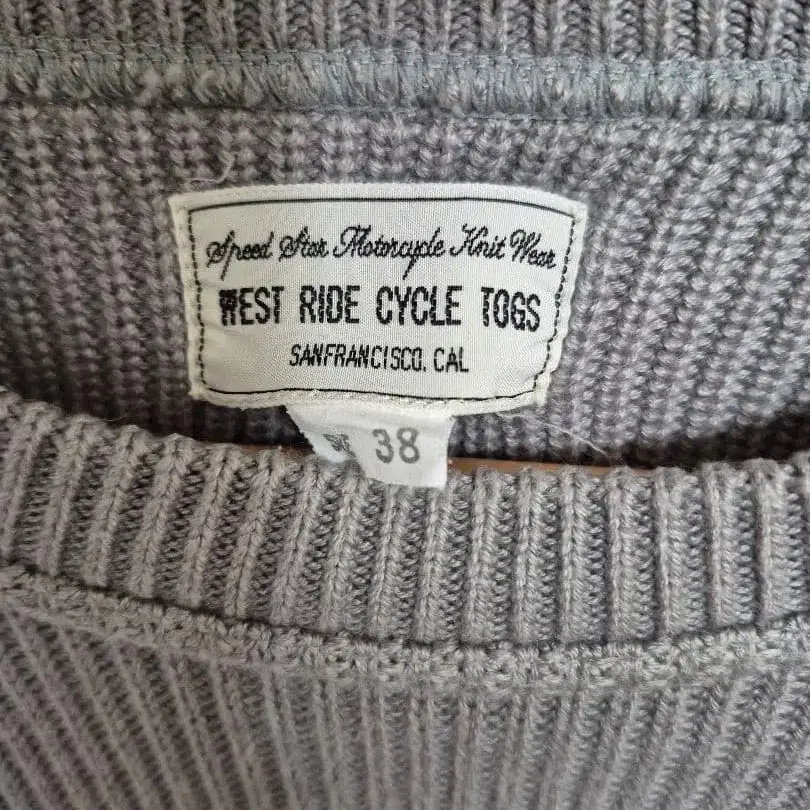 Speed Star Motorcycle Knit Wear
WEST RIDE CYCLE TOGS
SANFRANCISCO. CAL
38